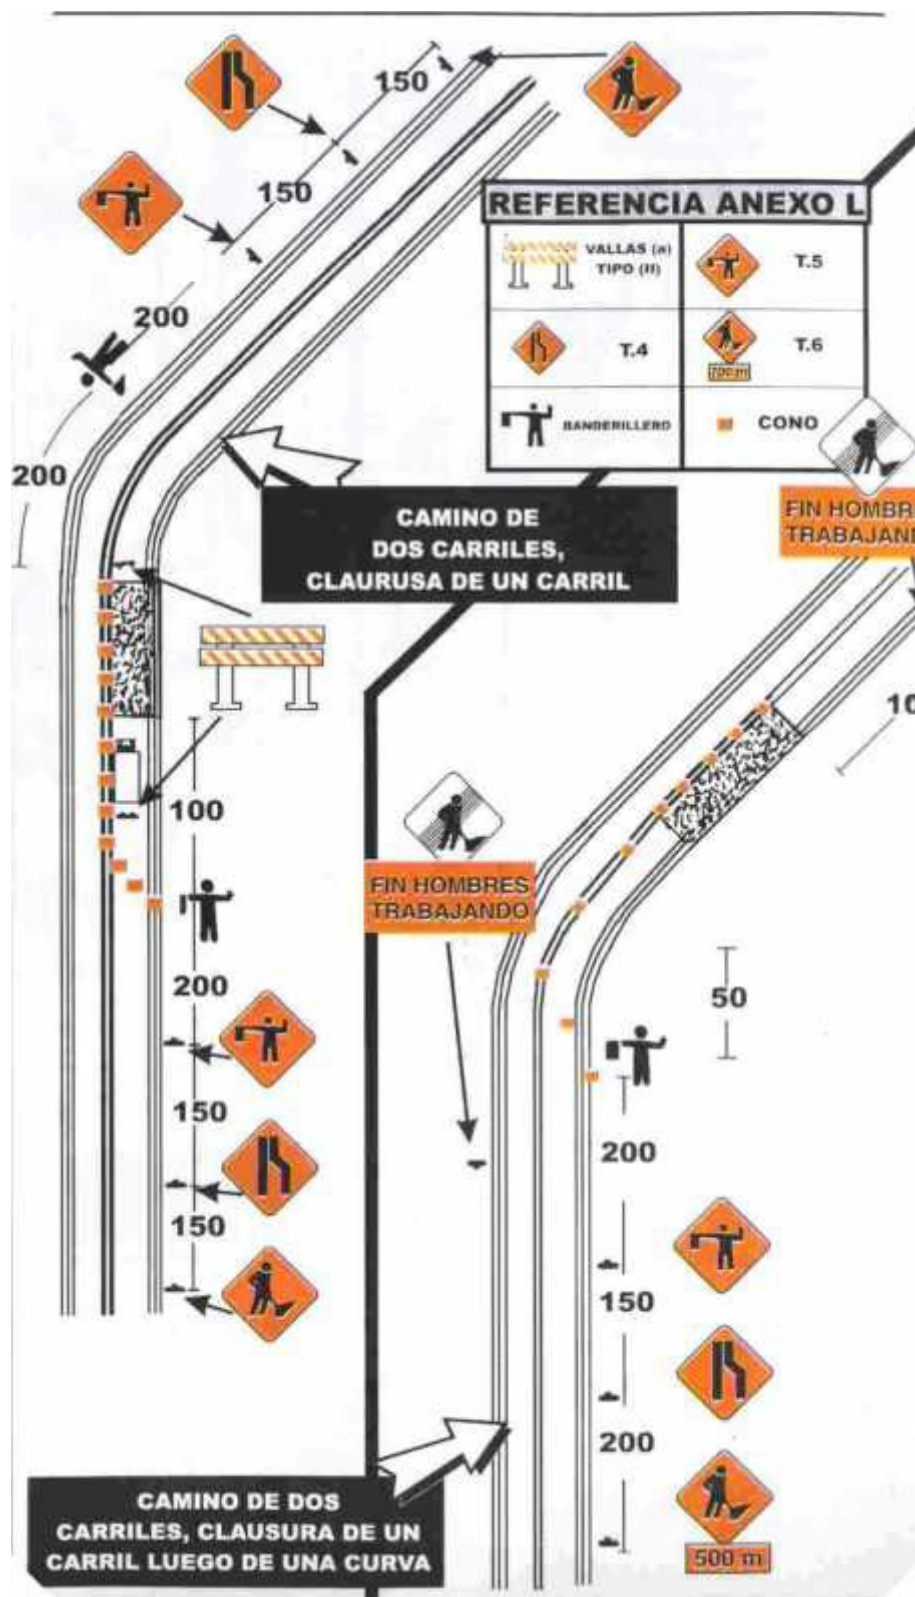 150
150
REFERENCIA ANEXO L
VALLAS (a)
TIPO (II)
T.5
200
T.4
T.6
700 m
BANDERILLERO
CONO
200
CAMINO DE
DOS CARRILES,
CLAURUSA DE UN CARRIL
FIN HOMBR
TRABAJAN
10
100
FIN HOMBRES
TRABAJANDO
200
50
150
200
150
150
200
CAMINO DE DOS
CARRILES, CLAUSURA DE UN
CARRIL LUEGO DE UNA CURVA
500 m